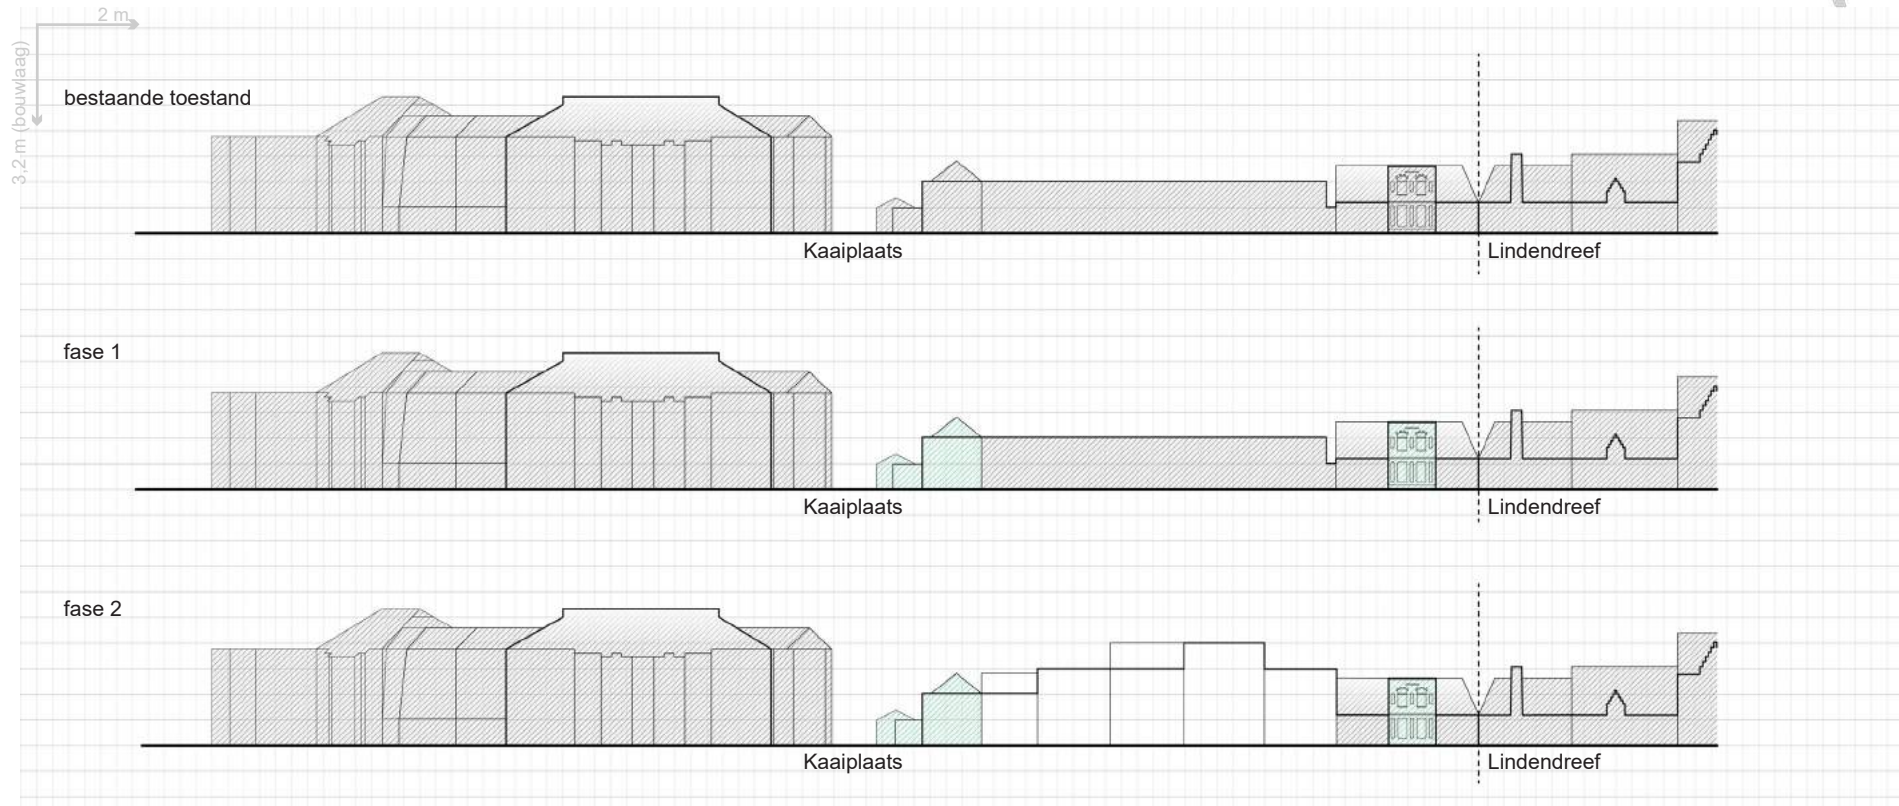 2 m
3,2 m (bouwlaag)
bestaande toestand
Kaaiplaats
Lindendreef
fase 1
Kaaiplaats
Lindendreef
fase 2
Kaaiplaats
Lindendreef